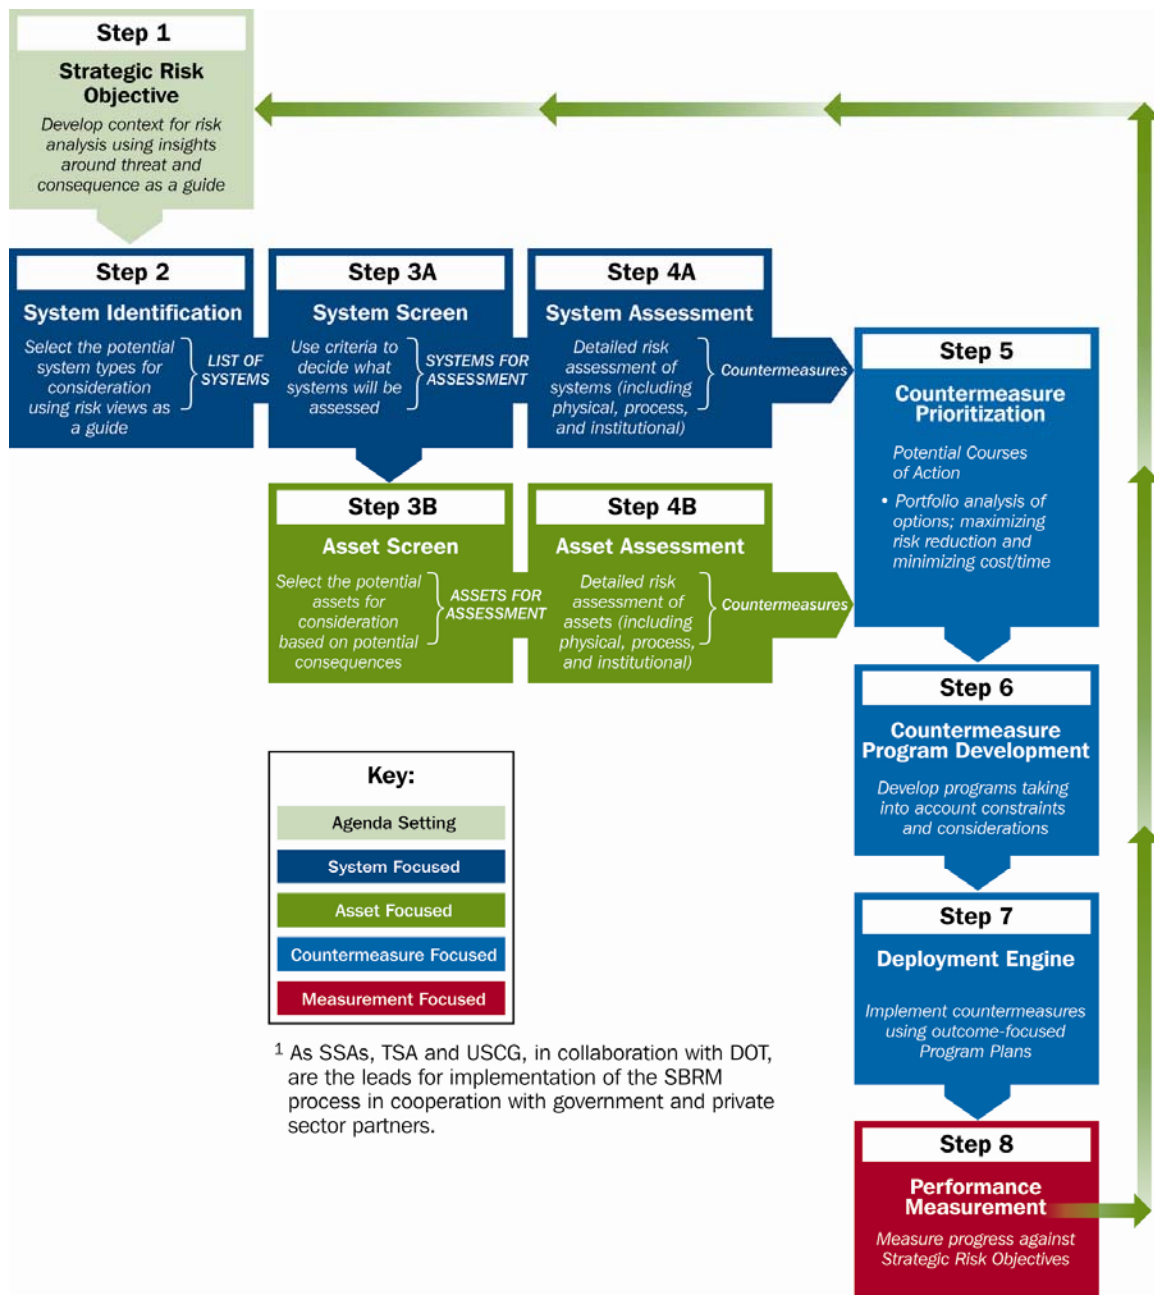 Step 1
Strategic Risk
Objective
Develop context for risk
analysis using insights
around threat and
consequence as a guide
Step 2
System Identification
Select the potential
system types for
consideration
using risk views as
a guide
LIST OF
SYSTEMS
Step 3A
System Screen
Use criteria to
decide what
systems will be
assessed
SYSTEMS FOR
ASSESSMENT
Step 4A
System Assessment
Detailed risk
assessment of
systems (including
physical, process,
and institutional)
Countermeasures
Step 3B
Asset Screen
Select the potential
assets for
consideration
based on potential
consequences
ASSETS FOR
ASSESSMENT
Step 4B
Asset Assessment
Detailed risk
assessment of
assets (including
physical, process,
and institutional)
Countermeasures
Step 5
Countermeasure
Prioritization
Potential Courses
of Action
• Portfolio analysis of
options; maximizing
risk reduction and
minimizing cost/time
Step 6
Countermeasure
Program Development
Develop programs taking
into account constraints
and considerations
Step 7
Deployment Engine
Implement countermeasures
using outcome-focused
Program Plans
Step 8
Performance
Measurement
Measure progress against
Strategic Risk Objectives
Key:
Agenda Setting
System Focused
Asset Focused
Countermeasure Focused
Measurement Focused
1 As SSAs, TSA and USCG, in collaboration with DOT,
are the leads for implementation of the SBRM
process in cooperation with government and private
sector partners.